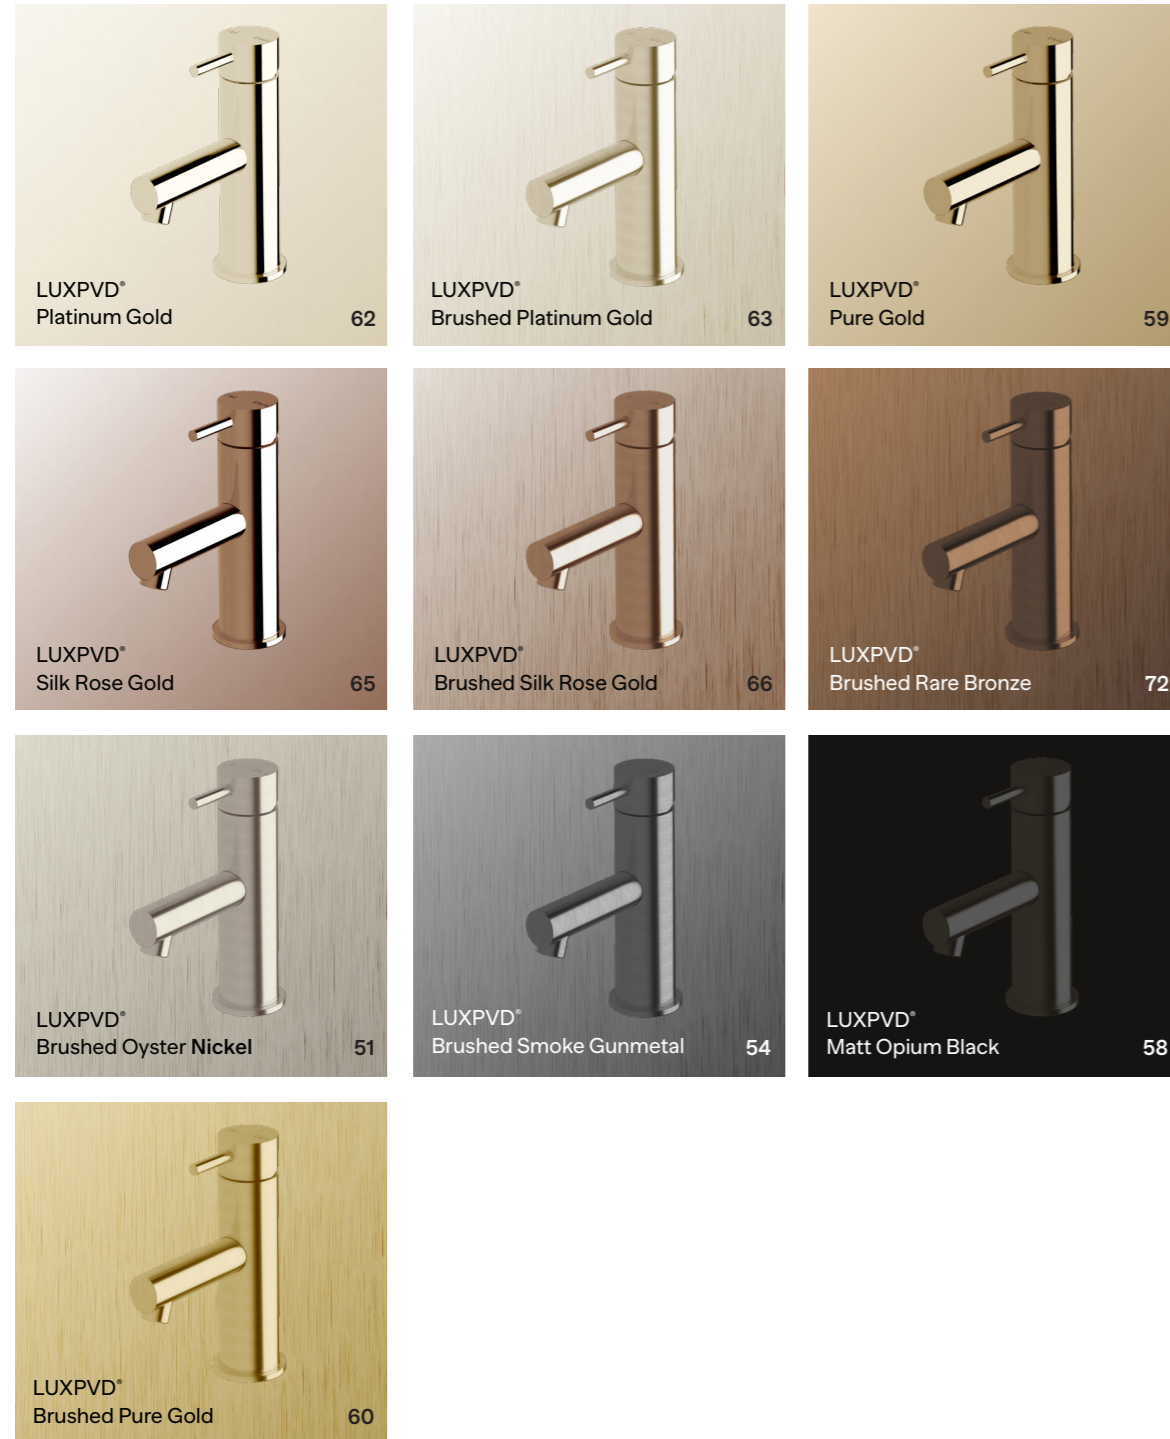 LUXPVD®
Platinum Gold 62
LUXPVD®
Brushed Platinum Gold 63
LUXPVD®
Pure Gold 59
LUXPVD®
Silk Rose Gold 65
LUXPVD®
Brushed Silk Rose Gold 66
LUXPVD®
Brushed Rare Bronze 72
LUXPVD®
Brushed Oyster Nickel 51
LUXPVD®
Brushed Smoke Gunmetal 54
LUXPVD®
Matt Opium Black 58
LUXPVD®
Brushed Pure Gold 60